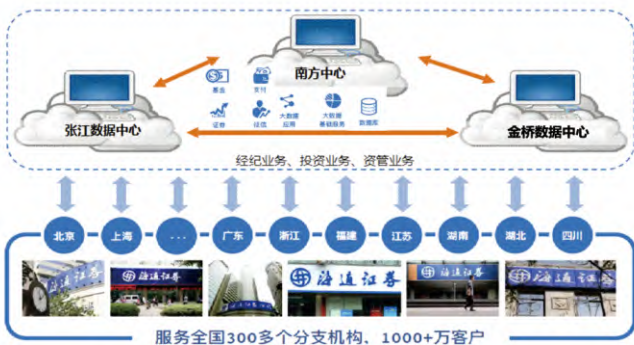 南方中心
基金
支付
张江数据中心
证券
投信
大数据
应用
大数据
基础服务
数据库
金桥数据中心
经纪业务、投资业务、资管业务
北京
上海
...
广东
浙江
福建
江苏
湖南
湖北
四川
海通证券
海通证券
海通证券
海通证券
海通证券
服务全国300多个分支机构、1000+万客户